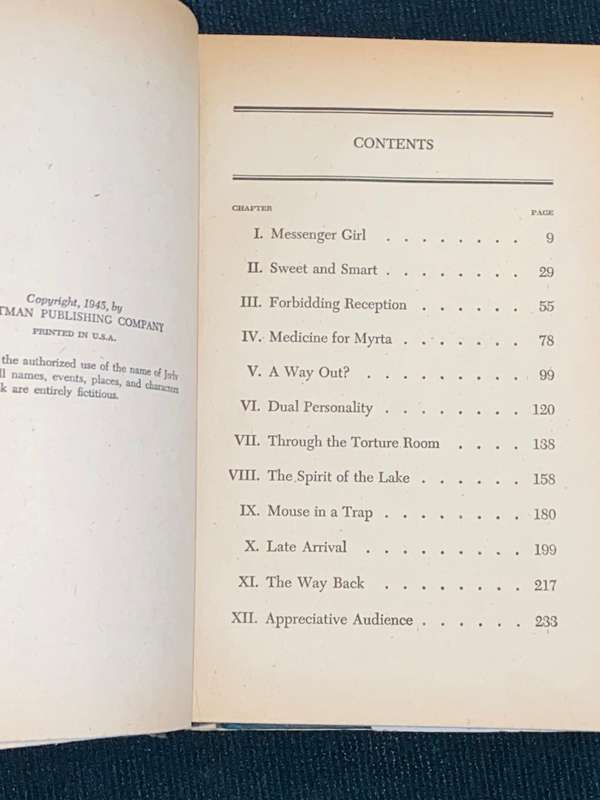 Copyright, 1945, by
TMAN PUBLISHING COMPANY
PRINTED IN U.S.A.
the authorized use of the name of
ll names, events, places, and characters
k are entirely fictitious.
CONTENTS
CHAPTER PAGE
I. Messenger Girl . . . . . . . . 9
II. Sweet and Smart . . . . . . . . 29
III. Forbidding Reception . . . . . . 55
IV. Medicine for Myrta . . . . . . . 78
V. A Way Out? . . . . . . . . . 99
VI. Dual Personality . . . . . . . . 120
VII. Through the Torture Room . . . . 138
VIII. The Spirit of the Lake . . . . . . 158
IX. Mouse in a Trap . . . . . . . . 180
X. Late Arrival . . . . . . . . . 199
XI. The Way Back . . . . . . . . 217
XII. Appreciative Audience . . . . . . 233